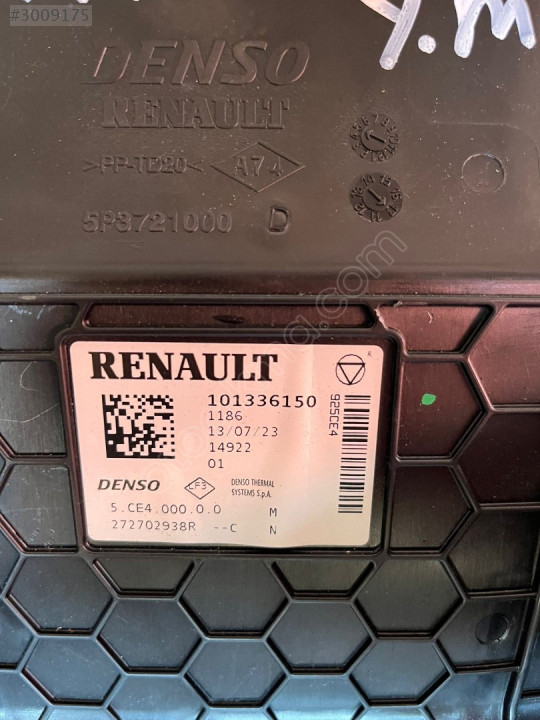 #3009175
Y.M
DENSO
RENAULT
>PP-TD20< A74
5P3721000 D
RENAULT
101336150
1186
13/07/23
14922
01
925CE4
DENSO CF3 DENSO THERMAL
SYSTEMS S.p.A.
5.CE4.000.0.0 M
272702938R --C N